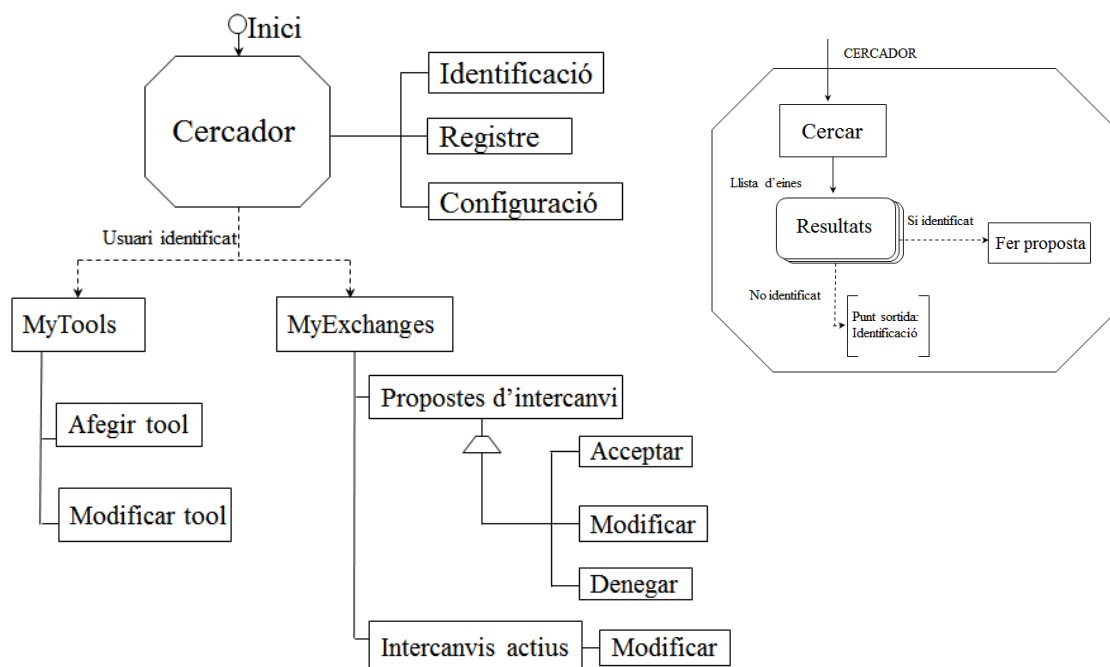 Inici
Cercador
Identificació
Registre
Configuració
Usuari identificat
MyTools
MyExchanges
Afegir tool
Modificar tool
Propostes d'intercanvi
Acceptar
Modificar
Denegar
Intercanvis actius
Modificar
CERCADOR
Cercar
Llista d'eines
Resultats
Si identificat
Fer proposta
No identificat
Punt sortida:
Identificació